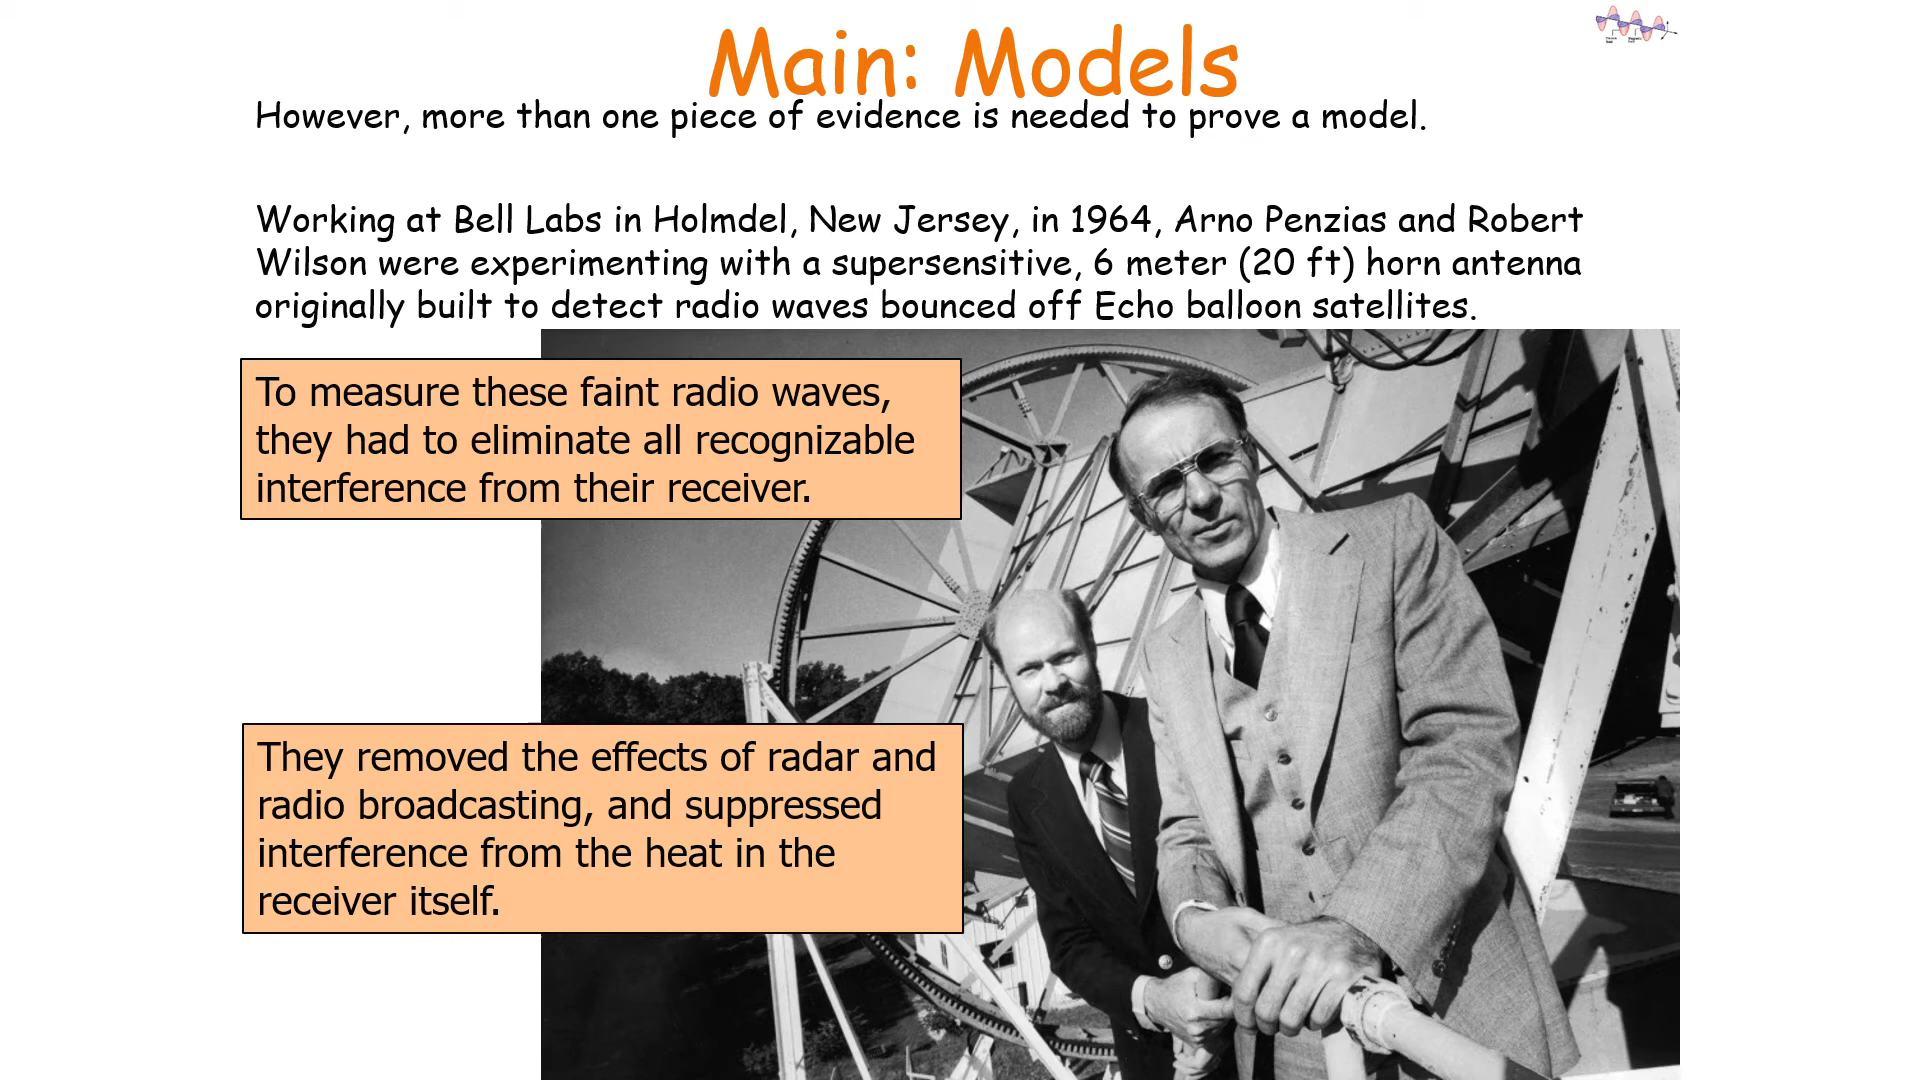 Main: Models
However, more than one piece of evidence is needed to prove a model.
Working at Bell Labs in Holmdel, New Jersey, in 1964, Arno Penzias and Robert
Wilson were experimenting with a supersensitive, 6 meter (20 ft) horn antenna
originally built to detect radio waves bounced off Echo balloon satellites.
To measure these faint radio waves,
they had to eliminate all recognizable
interference from their receiver.
They removed the effects of radar and
radio broadcasting, and suppressed
interference from the heat in the
receiver itself.